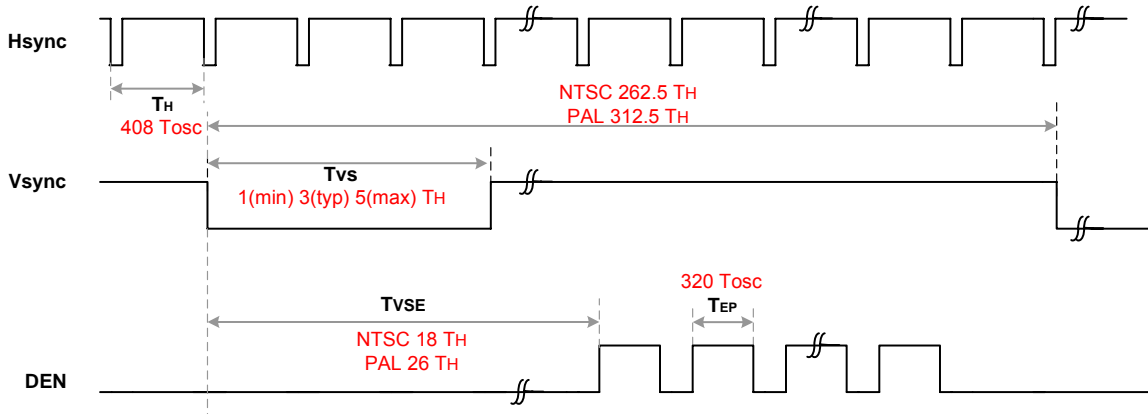 Hsync
TH
408 Tosc
NTSC 262.5 TH
PAL 312.5 TH
Vsync
TVS
1(min) 3(typ) 5(max) TH
TVSE
NTSC 18 TH
PAL 26 TH
320 Tosc
TEP
DEN